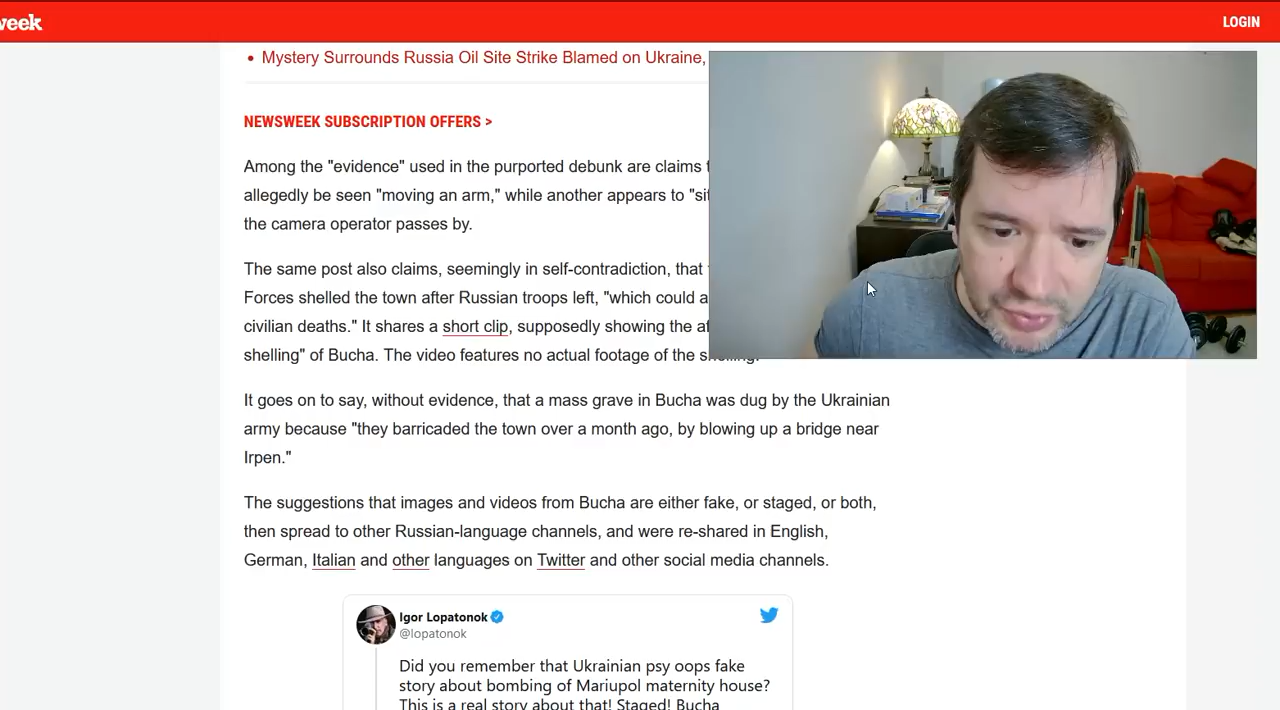 week
LOGIN
Mystery Surrounds Russia Oil Site Strike Blamed on Ukraine,
NEWSWEEK SUBSCRIPTION OFFERS >
Among the "evidence" used in the purported debunk are claims
allegedly be seen "moving an arm," while another appears to "sit
the camera operator passes by.
The same post also claims, seemingly in self-contradiction, that
Forces shelled the town after Russian troops left, "which could a
civilian deaths." It shares a short clip, supposedly showing the af
shelling" of Bucha. The video features no actual footage of the shelling.
It goes on to say, without evidence, that a mass grave in Bucha was dug by the Ukrainian
army because "they barricaded the town over a month ago, by blowing up a bridge near
Irpen."
The suggestions that images and videos from Bucha are either fake, or staged, or both,
then spread to other Russian-language channels, and were re-shared in English,
German, Italian and other languages on Twitter and other social media channels.
Igor Lopatonok
@lopatonok
Did you remember that Ukrainian psy oops fake
story about bombing of Mariupol maternity house?
This is a real story about that! Staged! Bucha